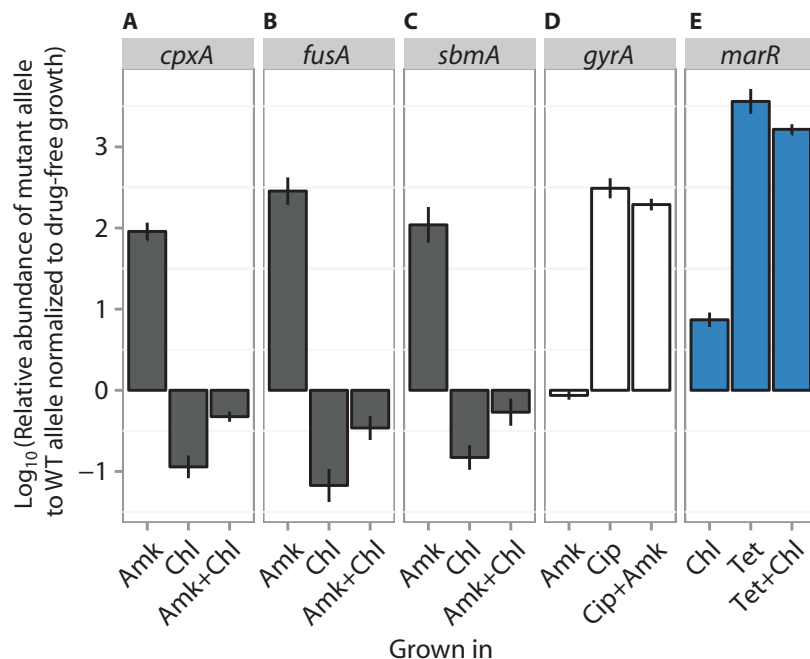 A B C D E
cpxA fusA sbmA gyrA marR
Log10(Relative abundance of mutant allele
to WT allele normalized to drug-free growth)
3
2
1
0
−1
Amk Chl Amk+Chl Amk Chl Amk+Chl Amk Chl Amk+Chl Amk Cip Cip+Amk Chl Tet Tet+Chl
Grown in